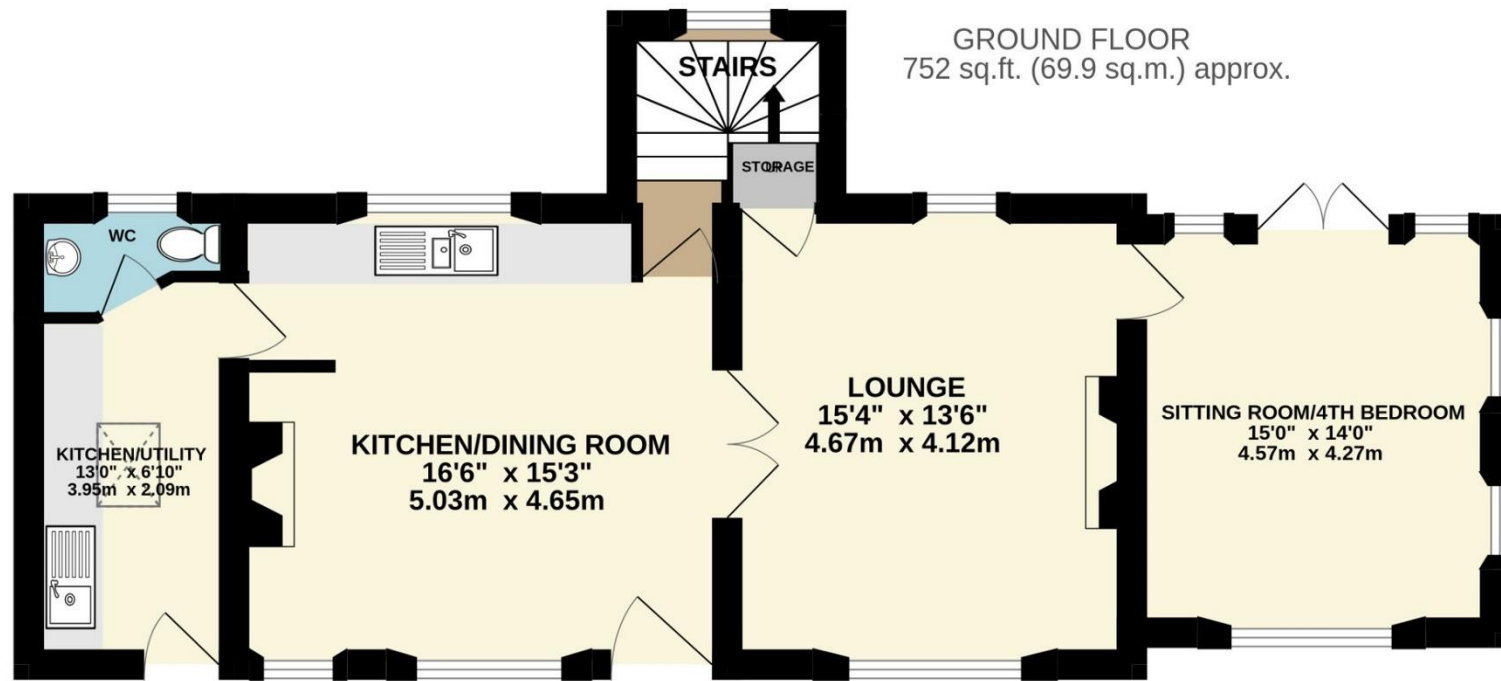 GROUND FLOOR
752 sq.ft. (69.9 sq.m.) approx.
STAIRS
STORAGE
WC
KITCHEN/UTILITY
13'0" x 6'10"
3.95m x 2.09m
KITCHEN/DINING ROOM
16'6" x 15'3"
5.03m x 4.65m
LOUNGE
15'4" x 13'6"
4.67m x 4.12m
SITTING ROOM/4TH BEDROOM
15'0" x 14'0"
4.57m x 4.27m